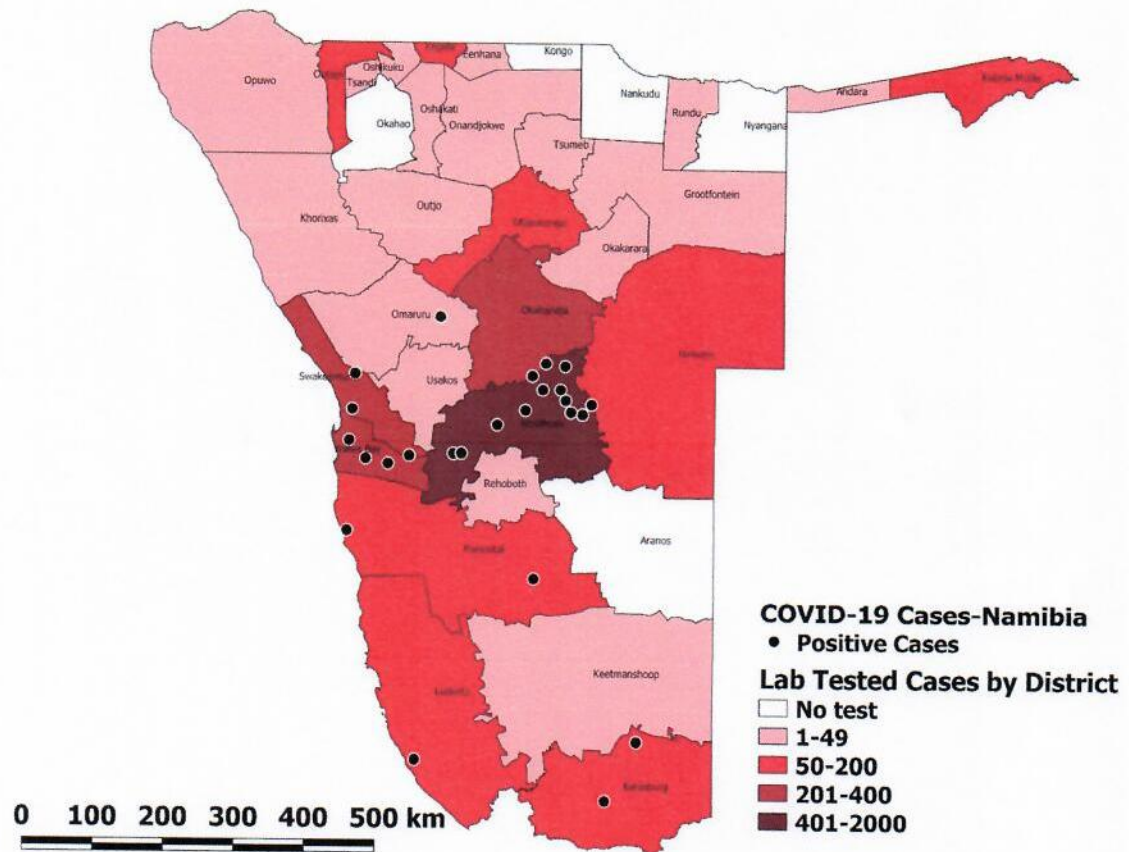 Kongo
Eenhana
Oshikuku
Opuwo
Tsandi
Andara
Nankudu
Oshakati
Rundu
Okahao
Onandjokwe
Nyangana
Tsumeb
Grootfontein
Outjo
Khorixas
Okakarara
Omaruru
Okahandja
Usakos
Rehoboth
Aranos
Mariental
Keetmanshoop
Karasburg
COVID-19 Cases-Namibia
Positive Cases
Lab Tested Cases by District
No test
1-49
50-200
201-400
401-2000
0 100 200 300 400 500 km